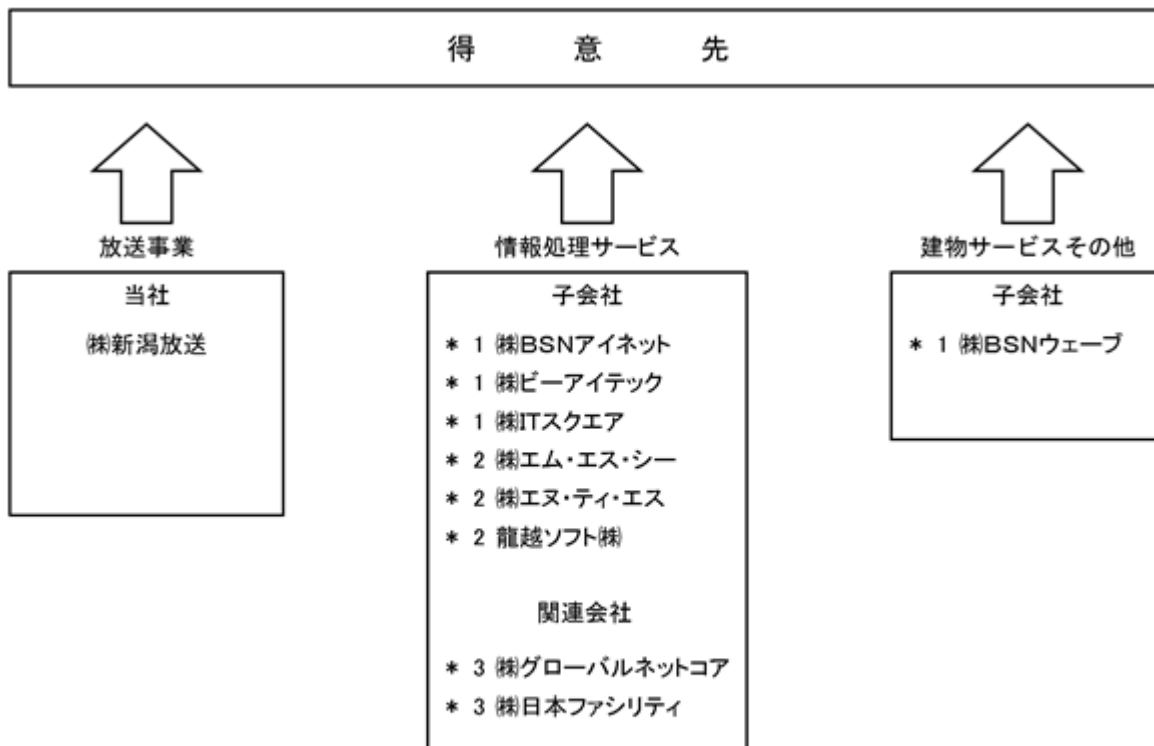 得意先
放送事業
当社
㈱新潟放送
情報処理サービス
子会社
* 1 ㈱BSNアイネット
* 1 ㈱ビーアイテック
* 1 ㈱ITスクエア
* 2 ㈱エム・エス・シー
* 2 ㈱エヌ・ティ・エス
* 2 龍越ソフト㈱
関連会社
* 3 ㈱グローバルネットコア
* 3 ㈱日本ファシリティ
建物サービスその他
子会社
* 1 ㈱BSNウェーブ